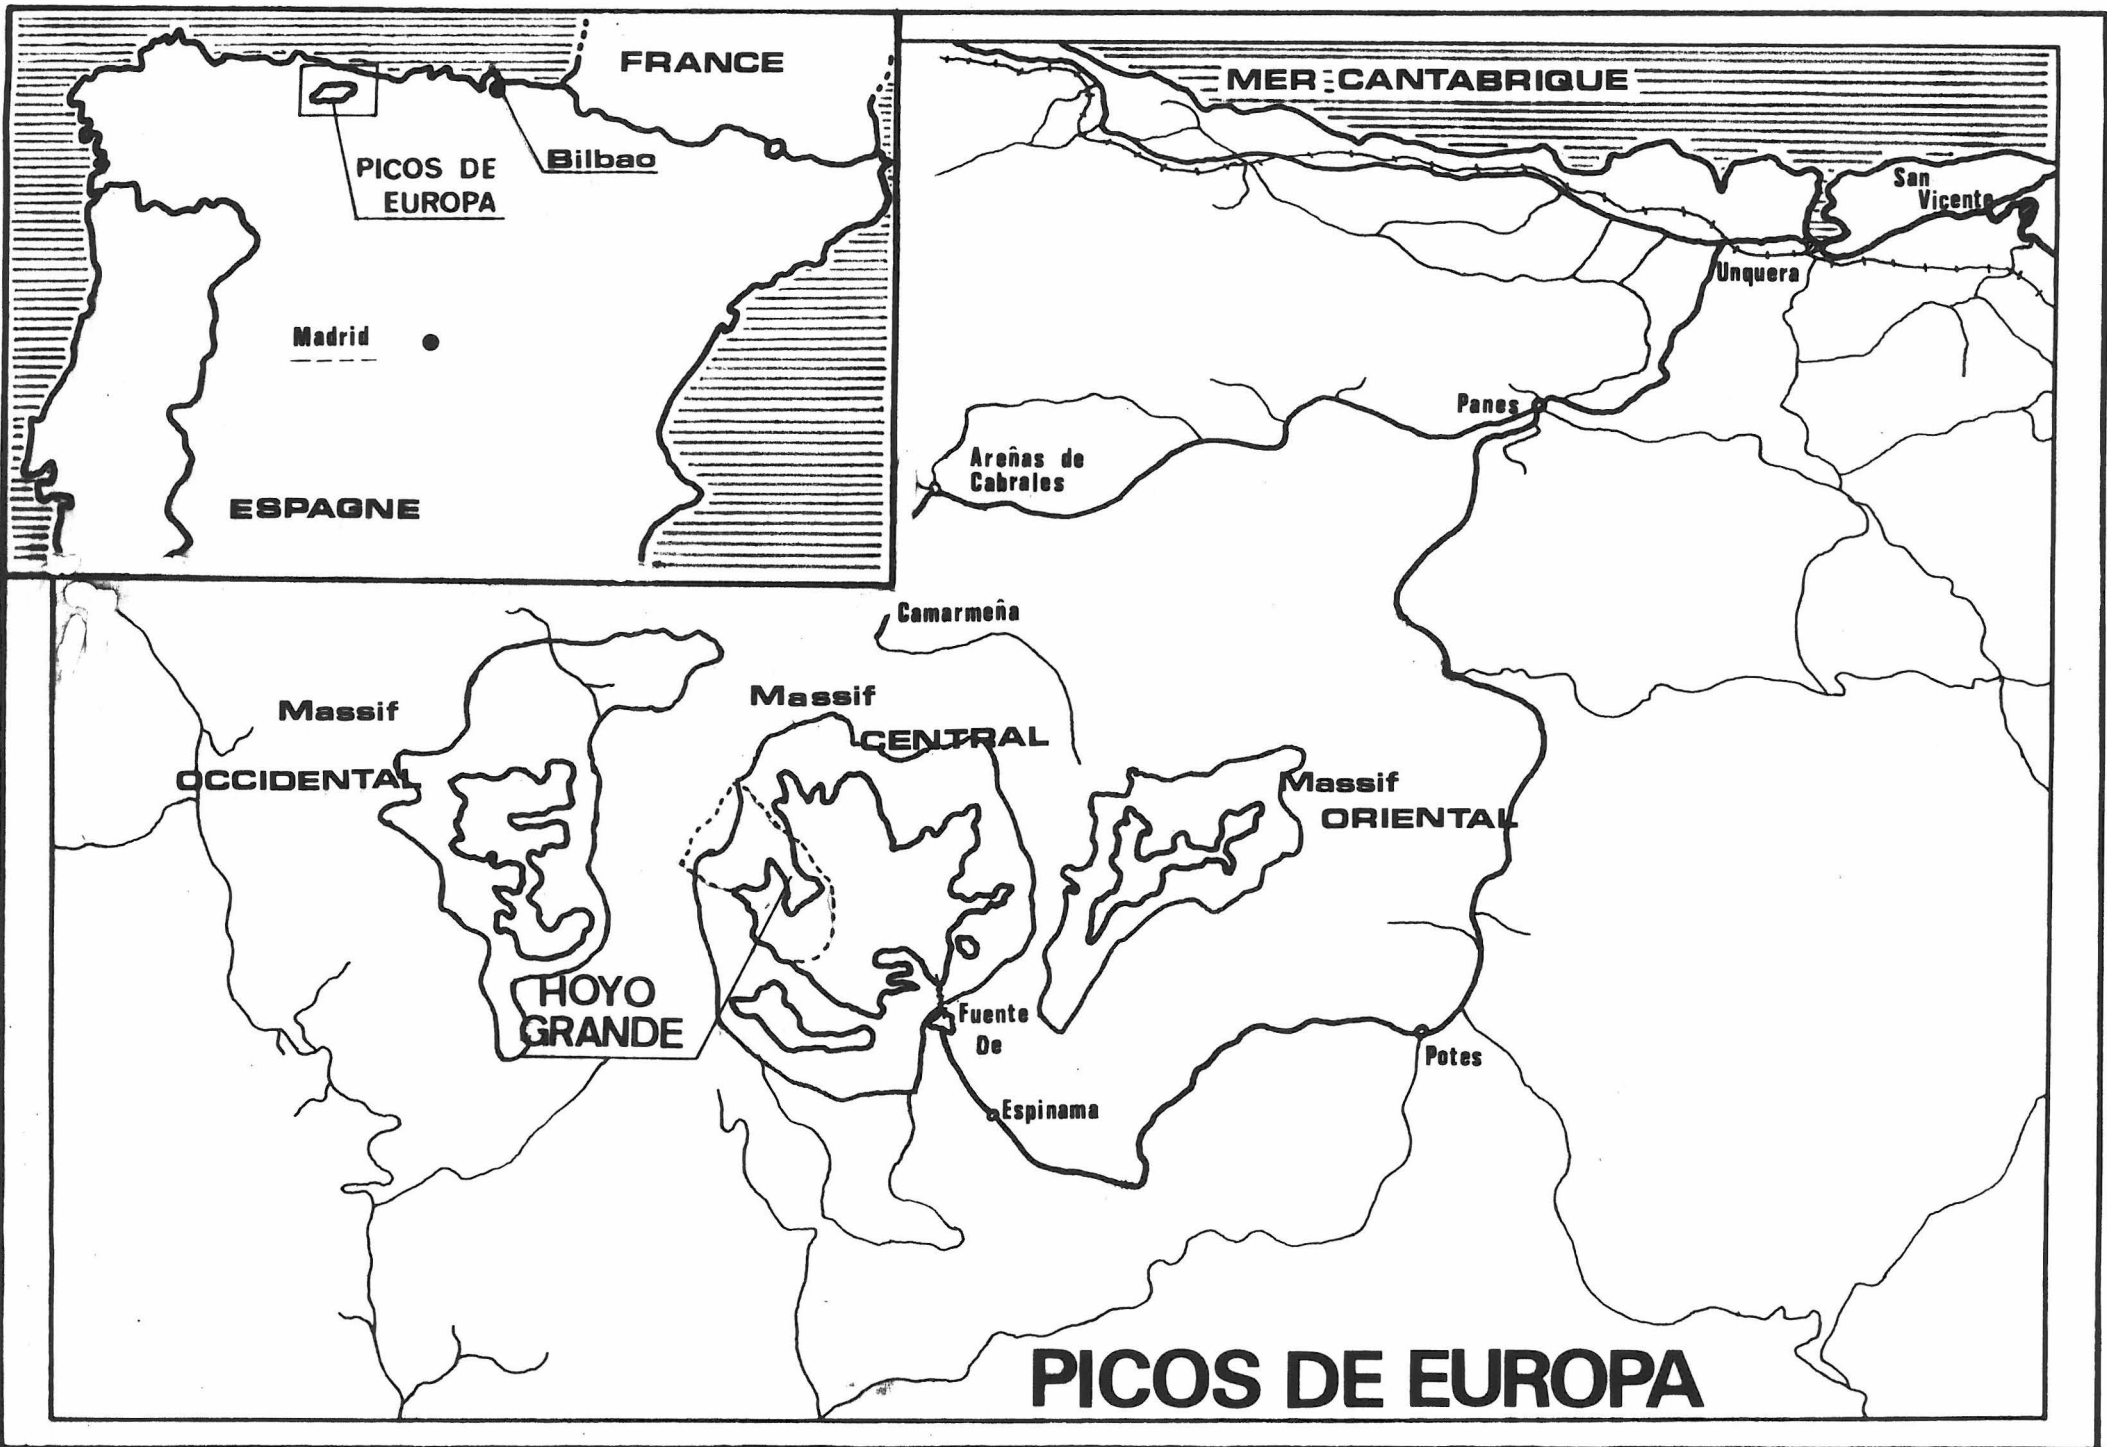 FRANCE
PICOS DE
EUROPA
Bilbao
Madrid
ESPAGNE
MER CANTABRIQUE
San
Vicente
Unquera
Panes
Areñas de
Cabrales
Camarmeña
Massif
OCCIDENTAL
Massif
CENTRAL
Massif
ORIENTAL
HOYO
GRANDE
Fuente
De
Espinama
Potes
PICOS DE EUROPA